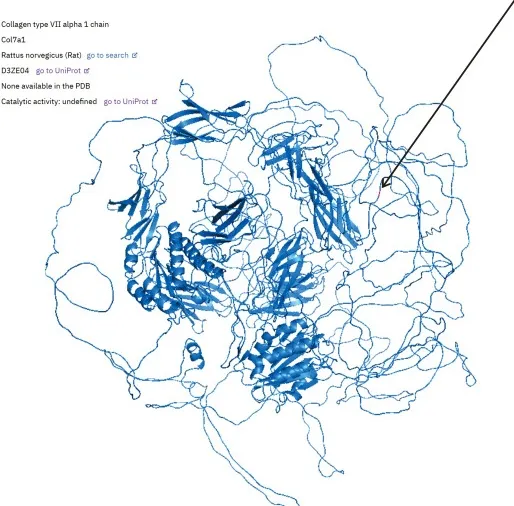 Collagen type VII alpha 1 chain
Col7a1
Rattus norvegicus (Rat) go to search
D3ZE04 go to UniProt
None available in the PDB
Catalytic activity: undefined go to UniProt